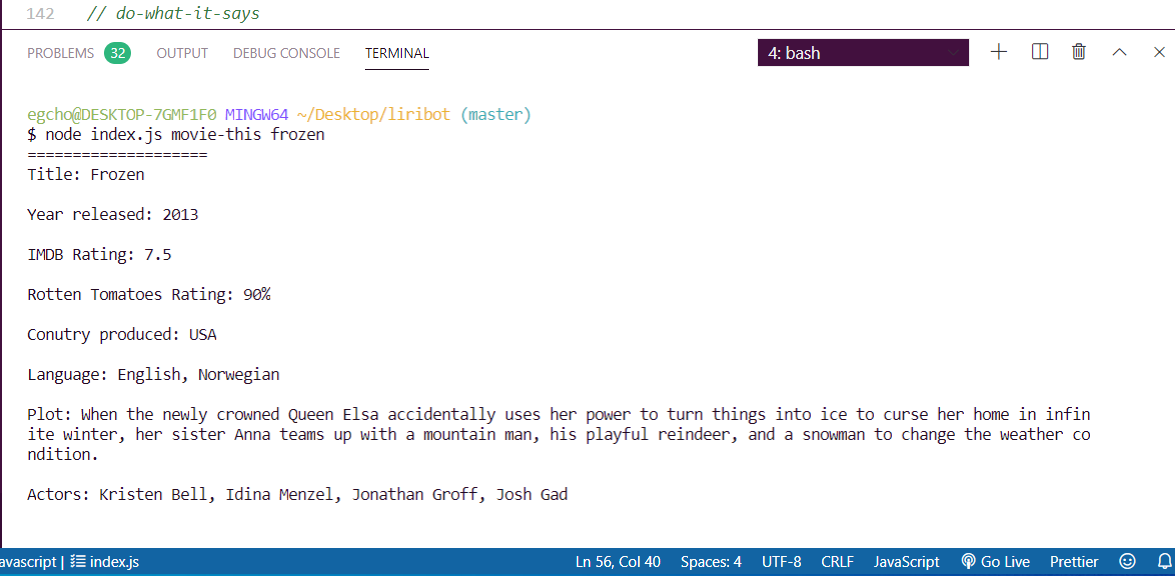 142 // do-what-it-says
PROBLEMS 32 OUTPUT DEBUG CONSOLE TERMINAL 4: bash
egcho@DESKTOP-7GMF1F0 MINGW64 ~/Desktop/liribot (master)
$ node index.js movie-this frozen
====================
Title: Frozen
Year released: 2013
IMDB Rating: 7.5
Rotten Tomatoes Rating: 90%
Conutry produced: USA
Language: English, Norwegian
Plot: When the newly crowned Queen Elsa accidentally uses her power to turn things into ice to curse her home in infin
ite winter, her sister Anna teams up with a mountain man, his playful reindeer, and a snowman to change the weather co
ndition.
Actors: Kristen Bell, Idina Menzel, Jonathan Groff, Josh Gad
avascript | index.js Ln 56, Col 40 Spaces: 4 UTF-8 CRLF JavaScript Go Live Prettier